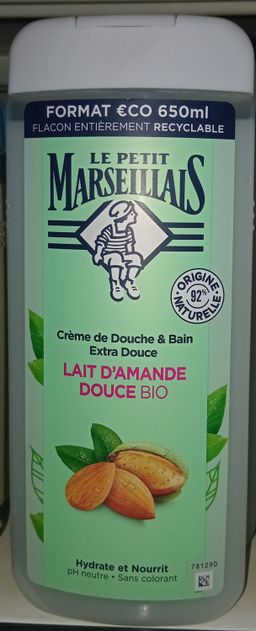 FORMAT €CO 650ml
FLACON ENTIÈREMENT RECYCLABLE
LE PETIT
MARSEILLAIS
ORIGINE
92%
NATURELLE
Crème de Douche & Bain
Extra Douce
LAIT D'AMANDE
DOUCE BIO
Hydrate et Nourrit
pH neutre • Sans colorant
781290